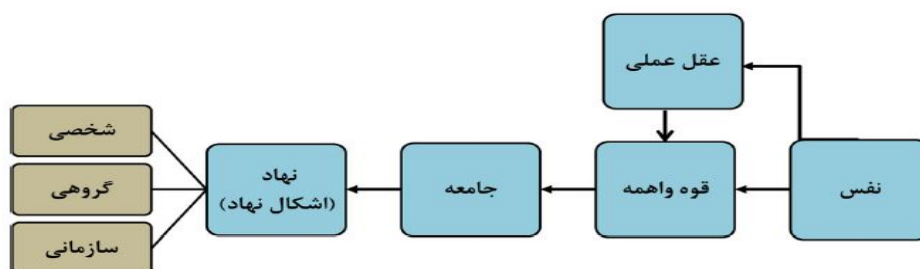 عقل عملی
نفس
قوه واهمه
جامعه
نهاد
(اشکال نهاد)
شخصی
گروهی
سازمانی